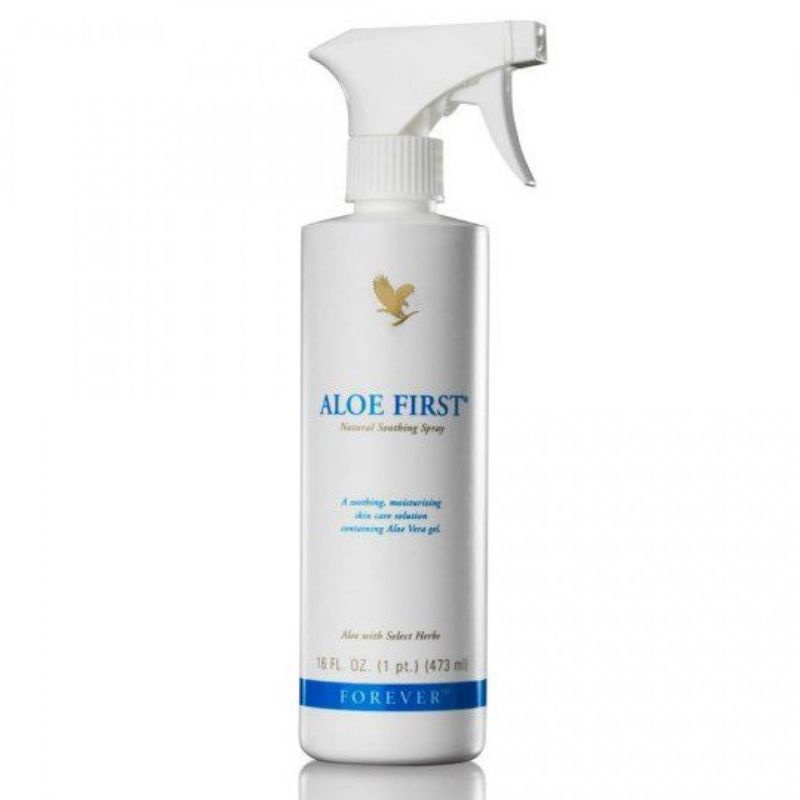 ALOE FIRST®
Natural Soothing Spray
A soothing, moisturizing
skin care solution
containing Aloe Vera gel.
Aloe with Select Herbs
16 FL. OZ. (1 pt.) (473 ml)
FOREVER™